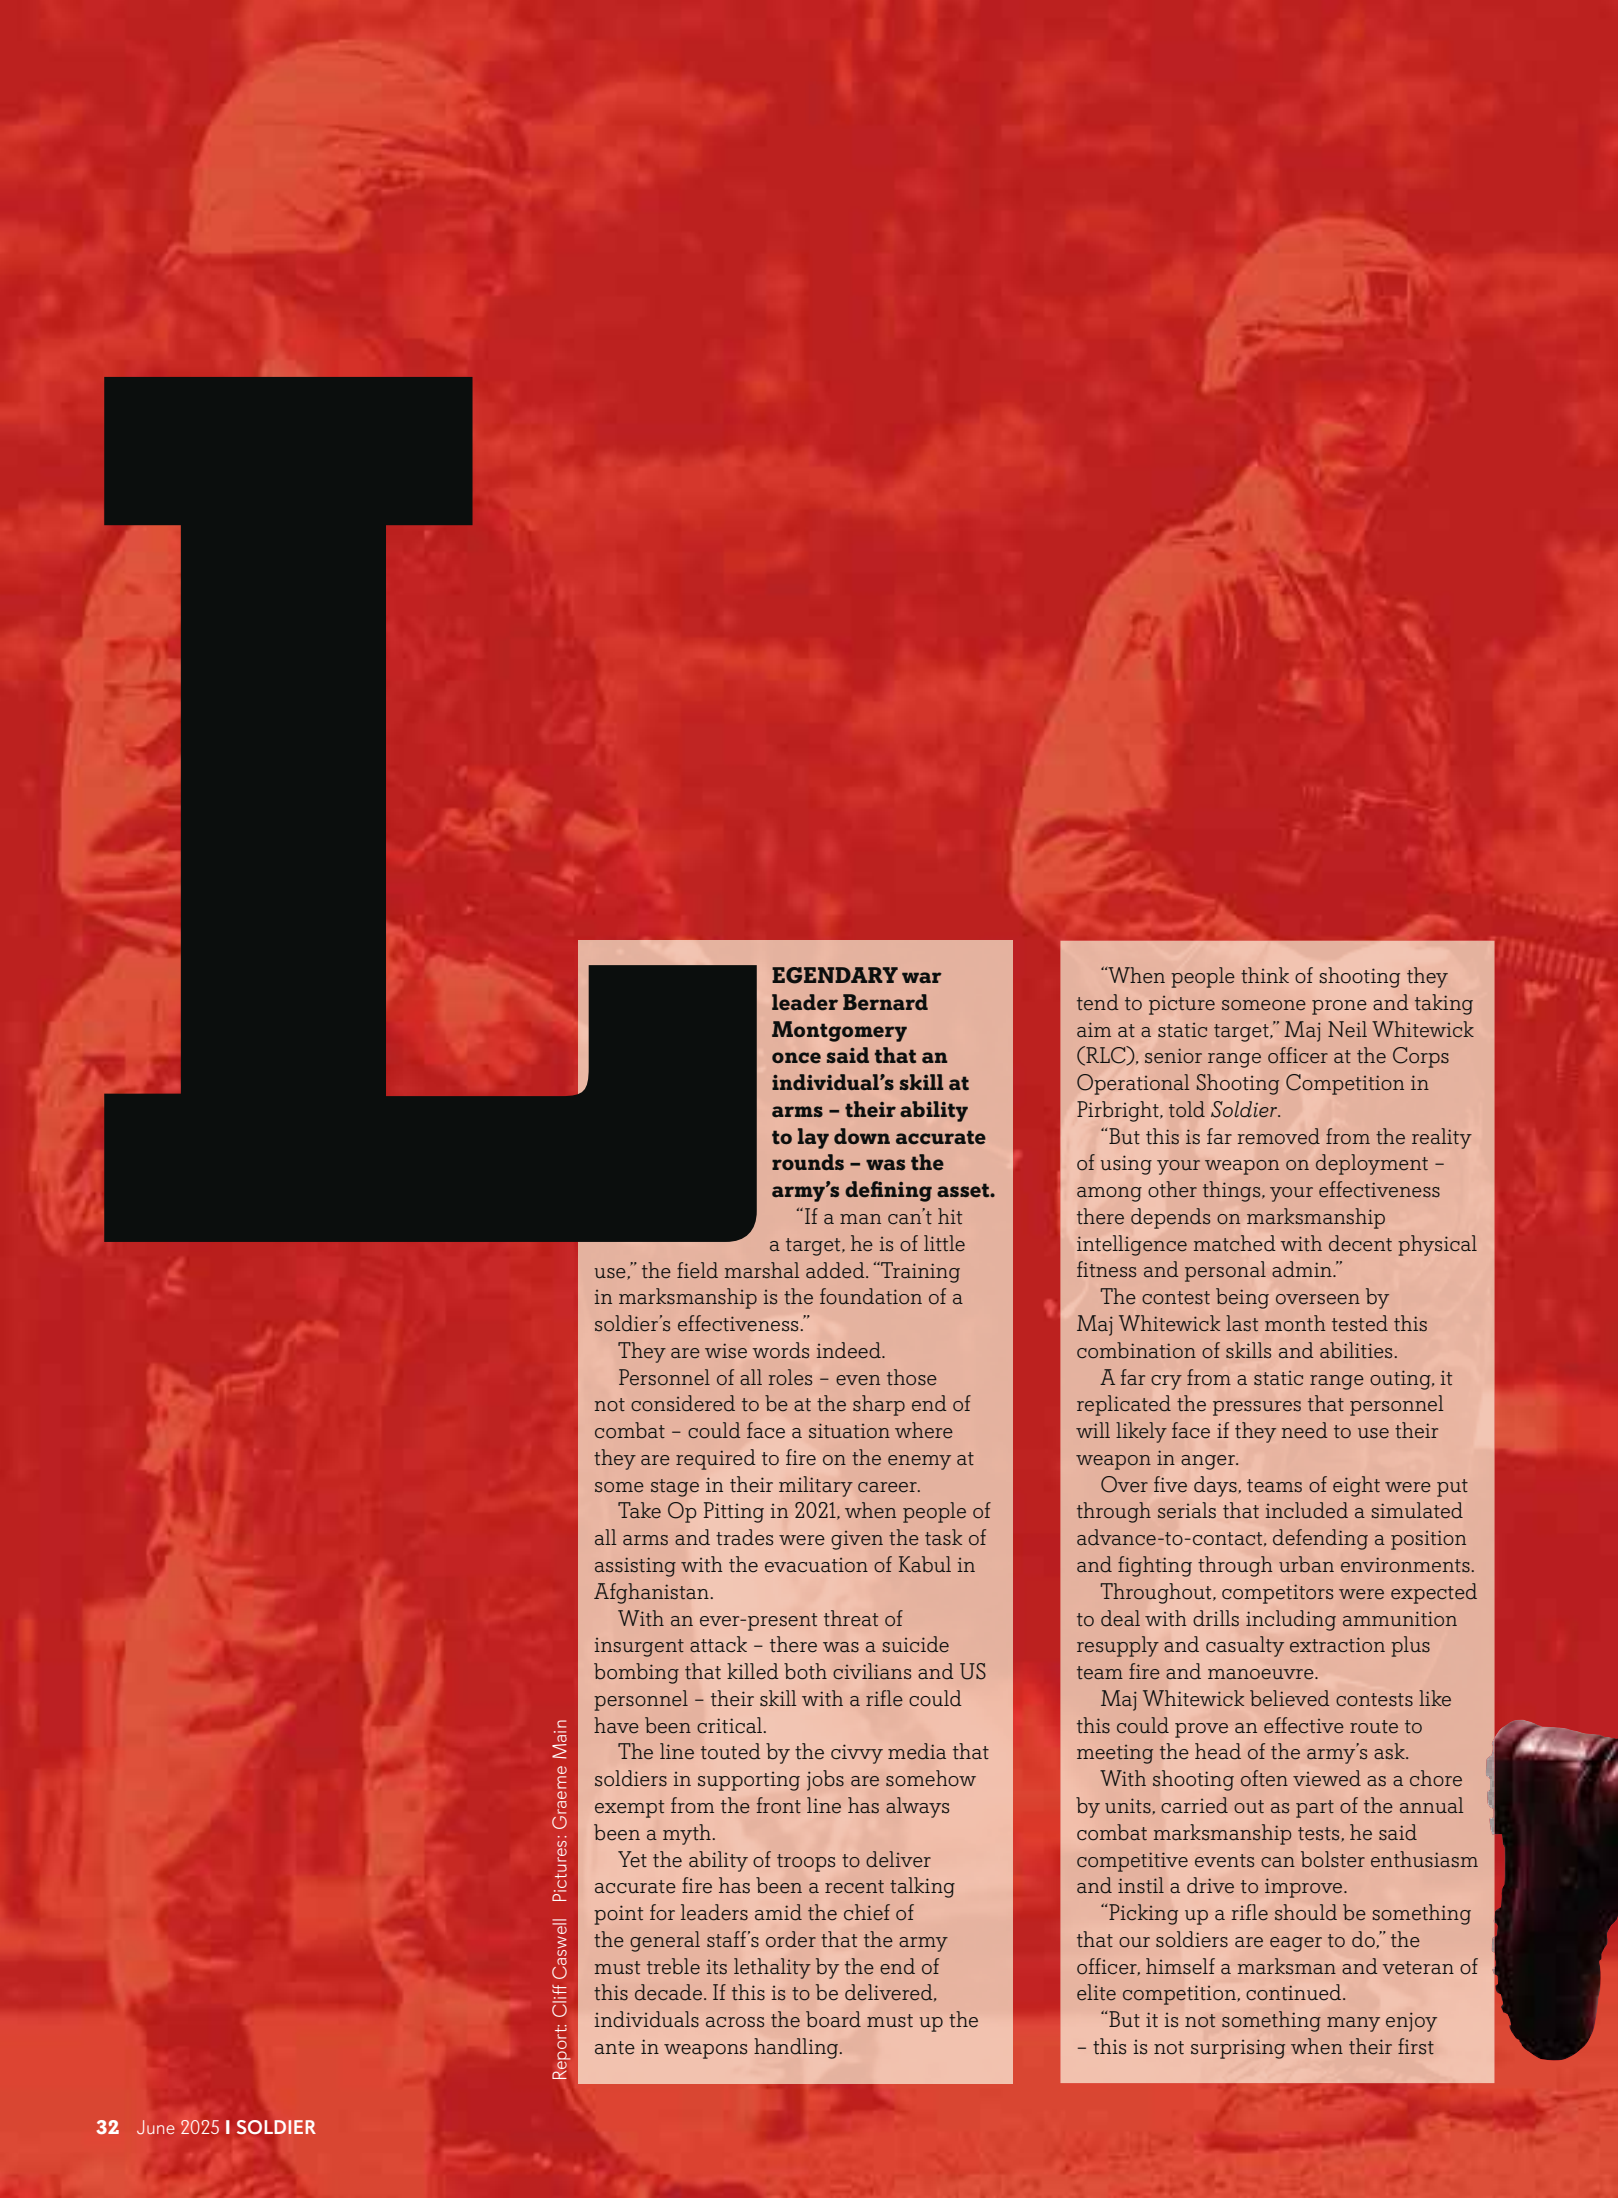 LEGENDARY war
leader Bernard
Montgomery
once said that an
individual’s skill at
arms – their ability
to lay down accurate
rounds – was the
army’s defining asset.
“If a man can’t hit
a target, he is of little
use,” the field marshal added. “Training
in marksmanship is the foundation of a
soldier’s effectiveness.”
They are wise words indeed.
Personnel of all roles – even those
not considered to be at the sharp end of
combat – could face a situation where
they are required to fire on the enemy at
some stage in their military career.
Take Op Pitting in 2021, when people of
all arms and trades were given the task of
assisting with the evacuation of Kabul in
Afghanistan.
With an ever-present threat of
insurgent attack – there was a suicide
bombing that killed both civilians and US
personnel – their skill with a rifle could
have been critical.
The line touted by the civvy media that
soldiers in supporting jobs are somehow
exempt from the front line has always
been a myth.
Yet the ability of troops to deliver
accurate fire has been a recent talking
point for leaders amid the chief of
the general staff’s order that the army
must treble its lethality by the end of
this decade. If this is to be delivered,
individuals across the board must up the
ante in weapons handling.
“When people think of shooting they
tend to picture someone prone and taking
aim at a static target,” Maj Neil Whitewick
(RLC), senior range officer at the Corps
Operational Shooting Competition in
Pirbright, told Soldier.
“But this is far removed from the reality
of using your weapon on deployment –
among other things, your effectiveness
there depends on marksmanship
intelligence matched with decent physical
fitness and personal admin.”
The contest being overseen by
Maj Whitewick last month tested this
combination of skills and abilities.
A far cry from a static range outing, it
replicated the pressures that personnel
will likely face if they need to use their
weapon in anger.
Over five days, teams of eight were put
through serials that included a simulated
advance-to-contact, defending a position
and fighting through urban environments.
Throughout, competitors were expected
to deal with drills including ammunition
resupply and casualty extraction plus
team fire and manoeuvre.
Maj Whitewick believed contests like
this could prove an effective route to
meeting the head of the army’s ask.
With shooting often viewed as a chore
by units, carried out as part of the annual
combat marksmanship tests, he said
competitive events can bolster enthusiasm
and instil a drive to improve.
“Picking up a rifle should be something
that our soldiers are eager to do,” the
officer, himself a marksman and veteran of
elite competition, continued.
“But it is not something many enjoy
– this is not surprising when their first
Report: Cliff Caswell Pictures: Graeme Main
32 June 2025 I SOLDIER